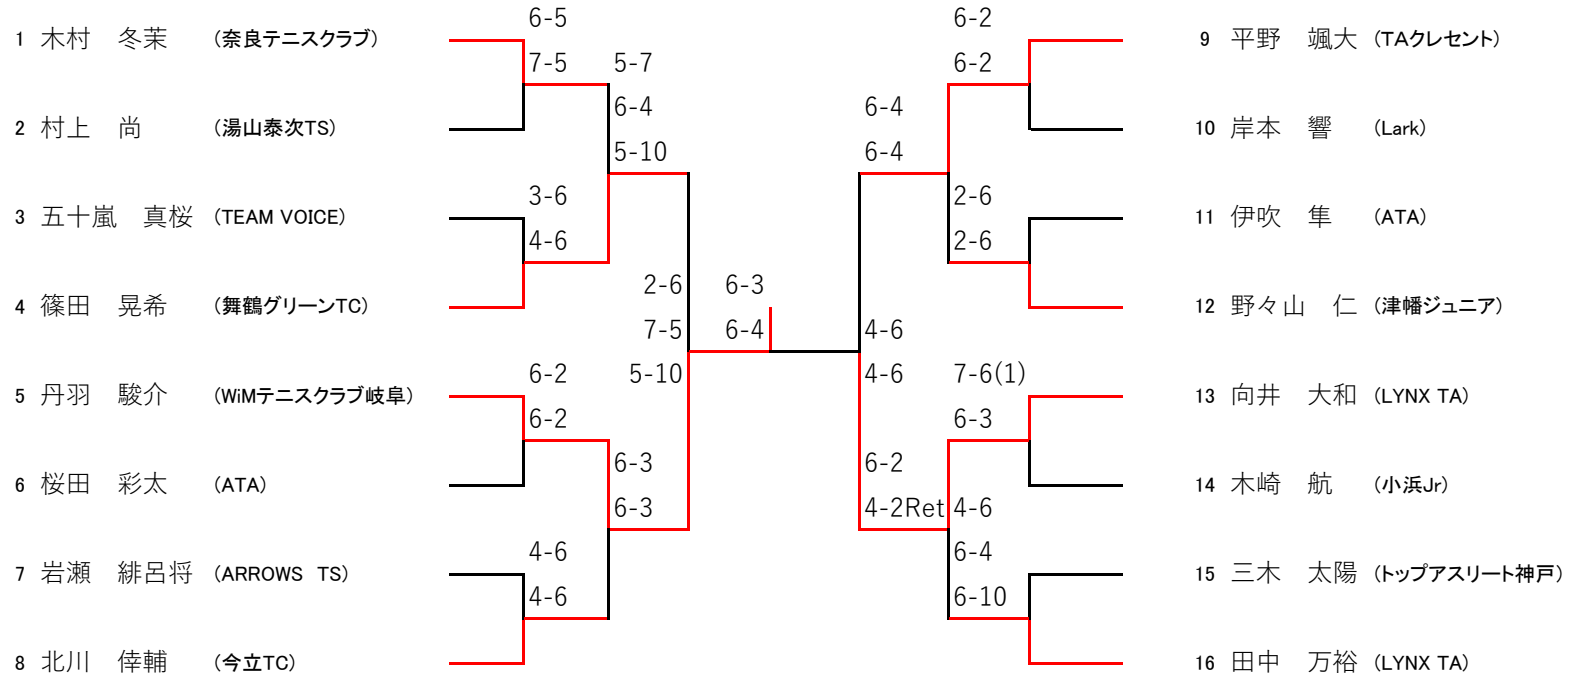 6-5
1 木村　冬茉 (奈良テニスクラブ)
7-5
5-7
6-4
2 村上　尚 (湯山泰次TS)
5-10
3-6
3 五十嵐　真桜 (TEAM VOICE)
4-6
4 篠田　晃希 (舞鶴グリーンTC)
2-6
7-5
5-10
6-3
6-4
6-2
5 丹羽　駿介 (WiMテニスクラブ岐阜)
6-2
6-3
6 桜田　彩太 (ATA)
6-3
4-6
7 岩瀬　緋呂将 (ARROWS TS)
4-6
8 北川　倖輔 (今立TC)
6-2
9 平野　颯大 (TAクレセント)
6-2
6-4
10 岸本　響 (Lark)
6-4
2-6
11 伊吹　隼 (ATA)
2-6
12 野々山　仁 (津幡ジュニア)
4-6
4-6
7-6(1)
13 向井　大和 (LYNX TA)
6-3
6-2
14 木崎　航 (小浜Jr)
4-2Ret
4-6
6-4
15 三木　太陽 (トップアスリート神戸)
6-10
16 田中　万裕 (LYNX TA)